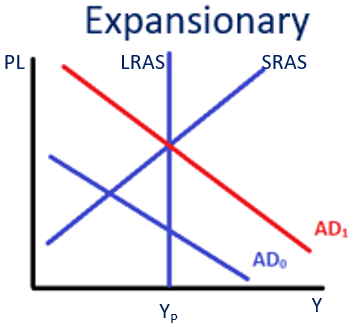 Expansionary
PL
LRAS
SRAS
AD₁
AD₀
Yₚ
Y